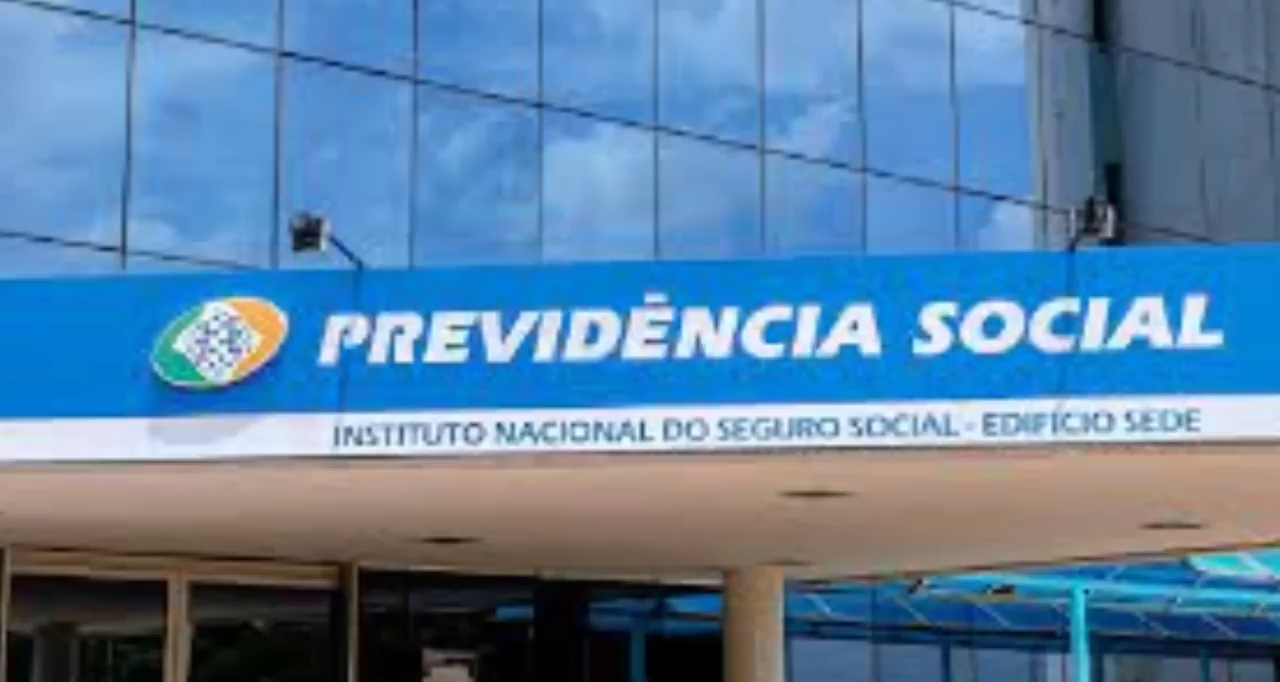 PREVIDÊNCIA SOCIAL
INSTITUTO NACIONAL DO SEGURO SOCIAL - EDIFÍCIO SEDE